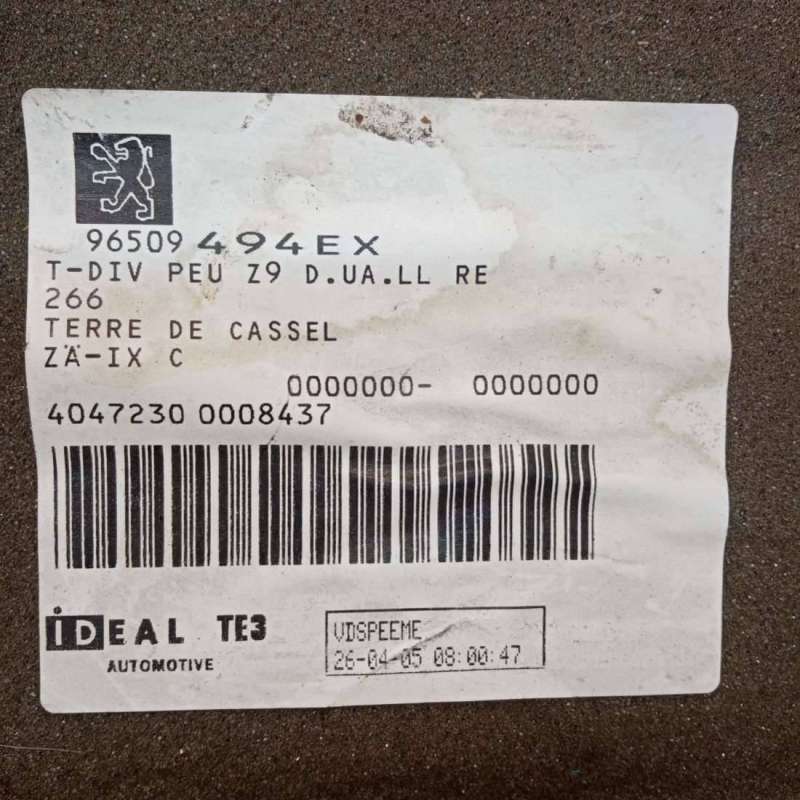 96509 494EX
T-DIV PEU Z9 D.UA.LL RE
266
TERRE DE CASSEL
ZÄ-IX C
0000000- 0000000
4047230 0008437
IDEAL TE3
AUTOMOTIVE
VDSPEEME
26-04-05 08:00:47